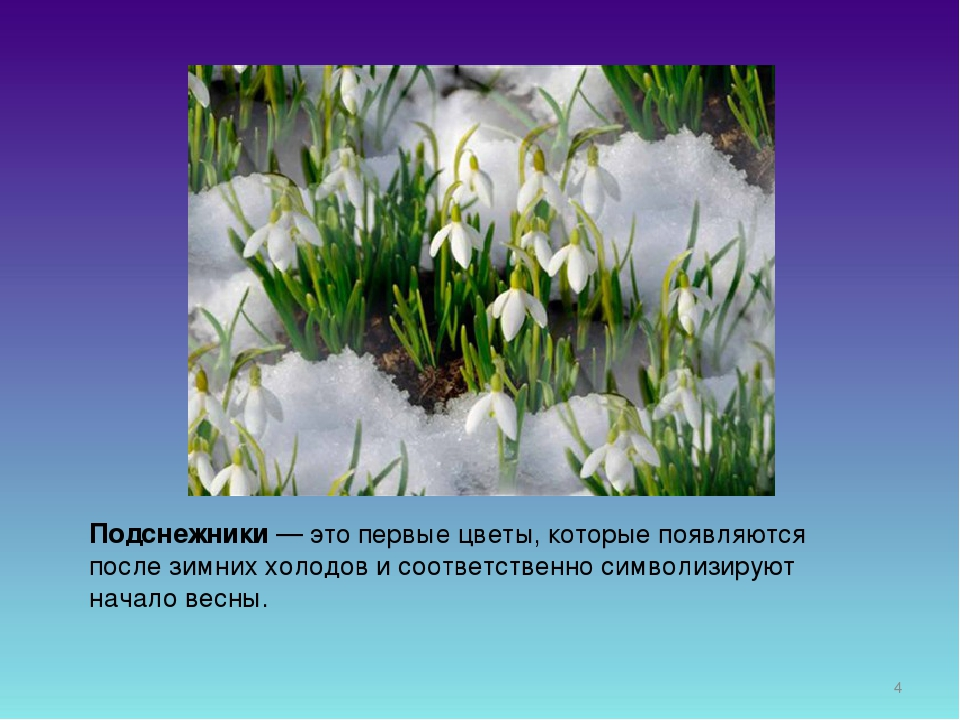 Подснежники — это первые цветы, которые появляются
после зимних холодов и соответственно символизируют
начало весны.
4